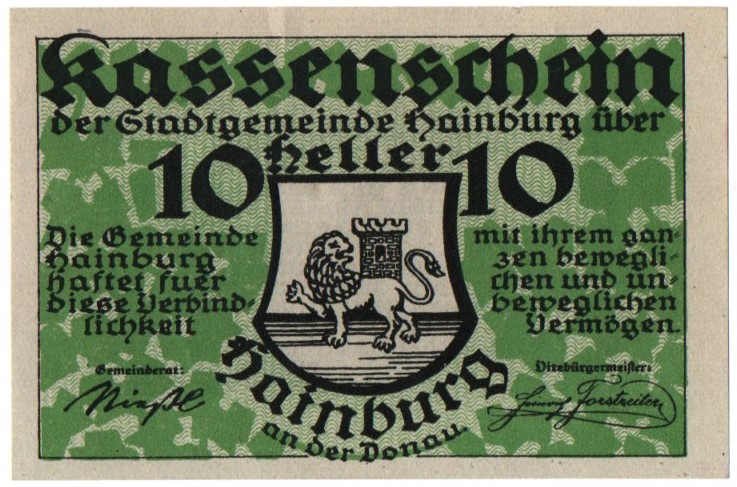 Kassenschein
der Stadtgemeinde Hainburg über
10 Heller 10
Die Gemeinde
Hainburg
haftet fuer
diese Verbind-
lichkeit
mit ihrem gan-
zen bewegli-
chen und un-
beweglichen
Vermögen.
Gemeinderat:
Vizebürgermeister:
Forstreiter
Hainburg
an der Donau.